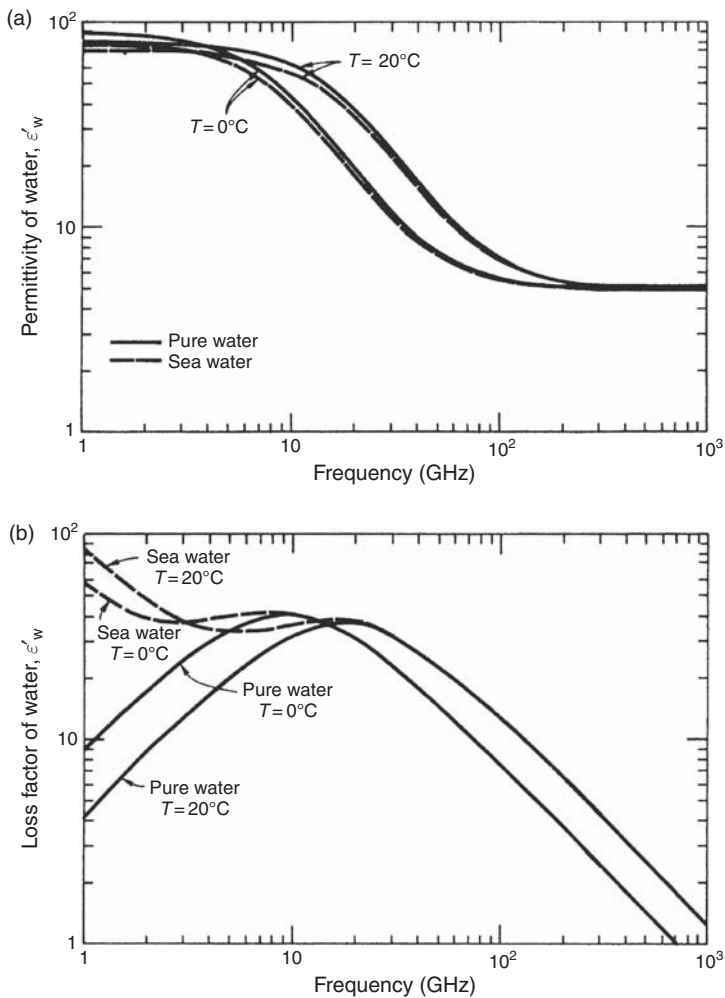 (a)
10²
10
1
Permittivity of water, ε′w
T = 20°C
T = 0°C
Pure water
Sea water
1
10
10²
10³
Frequency (GHz)
(b)
10²
10
1
Loss factor of water, ε′w
Sea water
T = 20°C
Sea water
T = 0°C
Pure water
T = 0°C
Pure water
T = 20°C
1
10
10²
10³
Frequency (GHz)